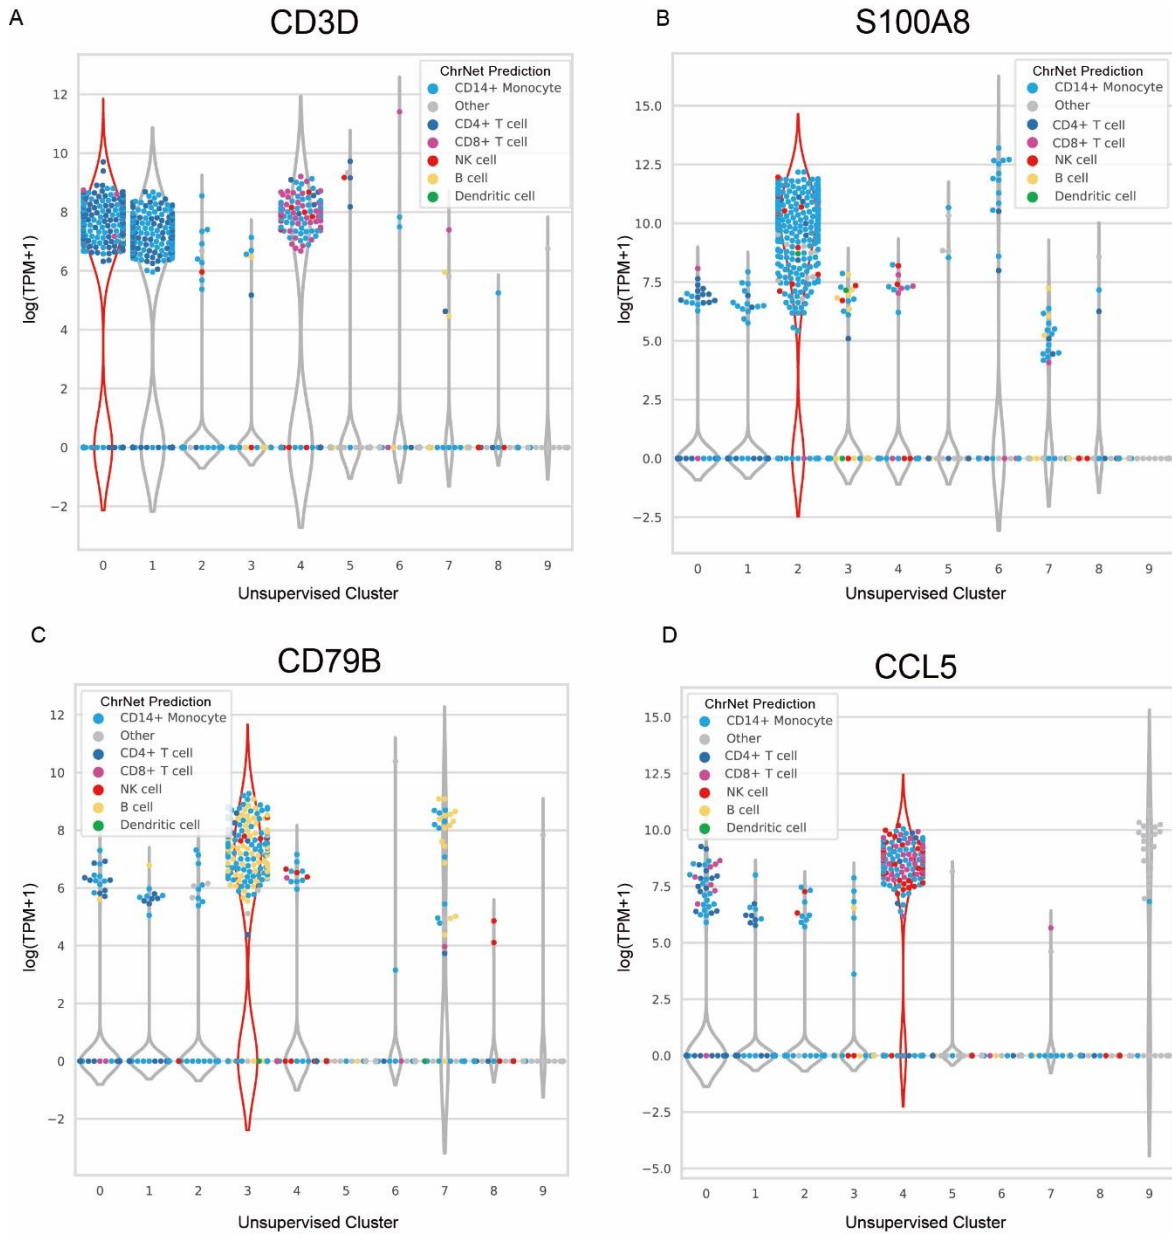 A
CD3D
ChrNet Prediction
CD14+ Monocyte
Other
CD4+ T cell
CD8+ T cell
NK cell
B cell
Dendritic cell
12
10
8
6
4
2
0
−2
log(TPM+1)
0 1 2 3 4 5 6 7 8 9
Unsupervised Cluster
B
S100A8
ChrNet Prediction
CD14+ Monocyte
Other
CD4+ T cell
CD8+ T cell
NK cell
B cell
Dendritic cell
15.0
12.5
10.0
7.5
5.0
2.5
0.0
−2.5
log(TPM+1)
0 1 2 3 4 5 6 7 8 9
Unsupervised Cluster
C
CD79B
ChrNet Prediction
CD14+ Monocyte
Other
CD4+ T cell
CD8+ T cell
NK cell
B cell
Dendritic cell
12
10
8
6
4
2
0
−2
log(TPM+1)
0 1 2 3 4 5 6 7 8 9
Unsupervised Cluster
D
CCL5
ChrNet Prediction
CD14+ Monocyte
Other
CD4+ T cell
CD8+ T cell
NK cell
B cell
Dendritic cell
15.0
12.5
10.0
7.5
5.0
2.5
0.0
−2.5
−5.0
log(TPM+1)
0 1 2 3 4 5 6 7 8 9
Unsupervised Cluster